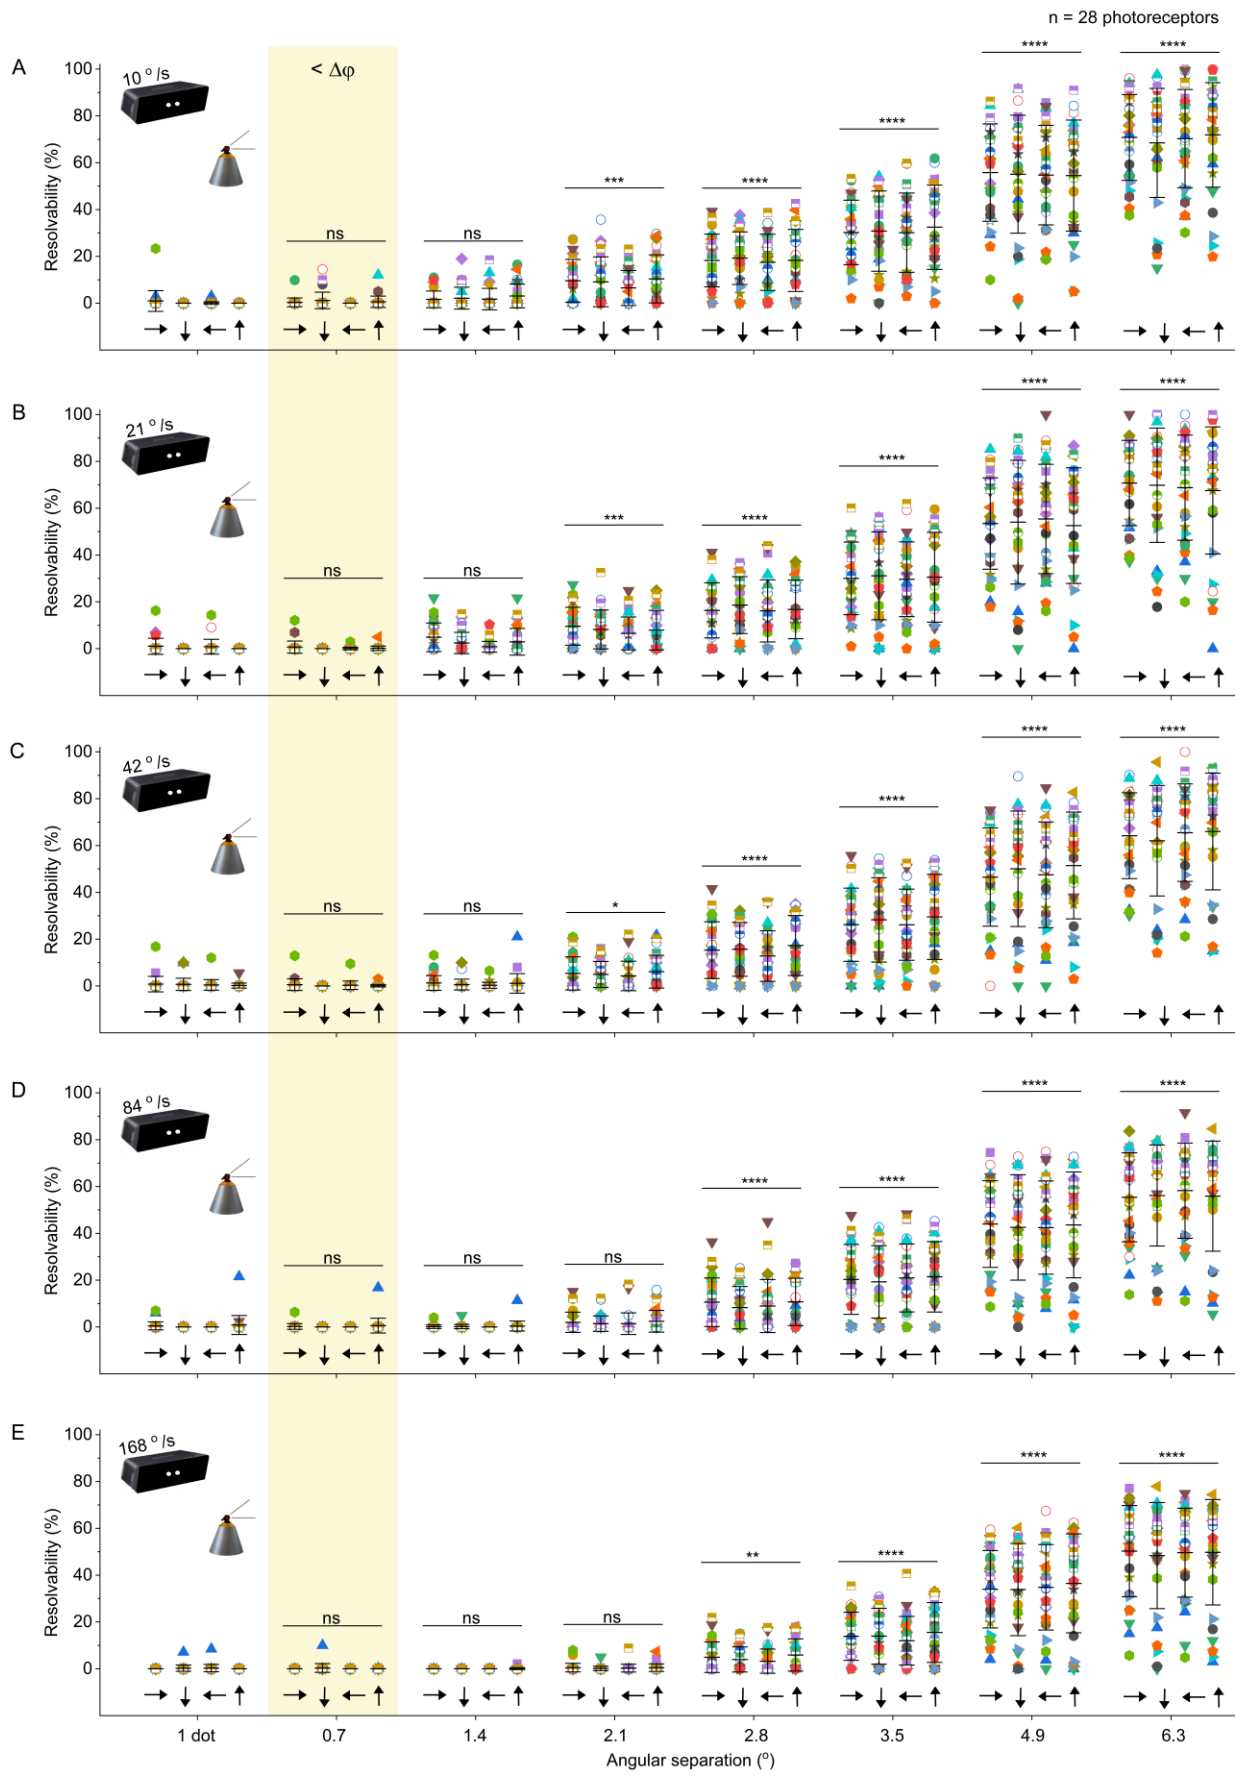 n = 28 photoreceptors
A
10 °/s
< Δφ
ns
ns
***
****
****
****
****
Resolvability (%)
100
80
60
40
20
0
B
21 °/s
ns
ns
***
****
****
****
****
Resolvability (%)
100
80
60
40
20
0
C
42 °/s
ns
ns
*
****
****
****
****
Resolvability (%)
100
80
60
40
20
0
D
84 °/s
ns
ns
ns
****
****
****
****
Resolvability (%)
100
80
60
40
20
0
E
168 °/s
ns
ns
ns
**
****
****
****
Resolvability (%)
100
80
60
40
20
0
1 dot 0.7 1.4 2.1 2.8 3.5 4.9 6.3
Angular separation (°)